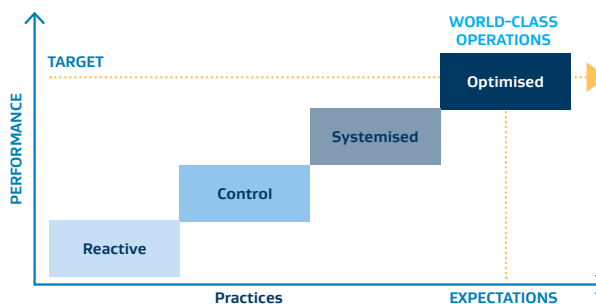 WORLD-CLASS
OPERATIONS
TARGET
Optimised
Systemised
Control
Reactive
PERFORMANCE
Practices
EXPECTATIONS